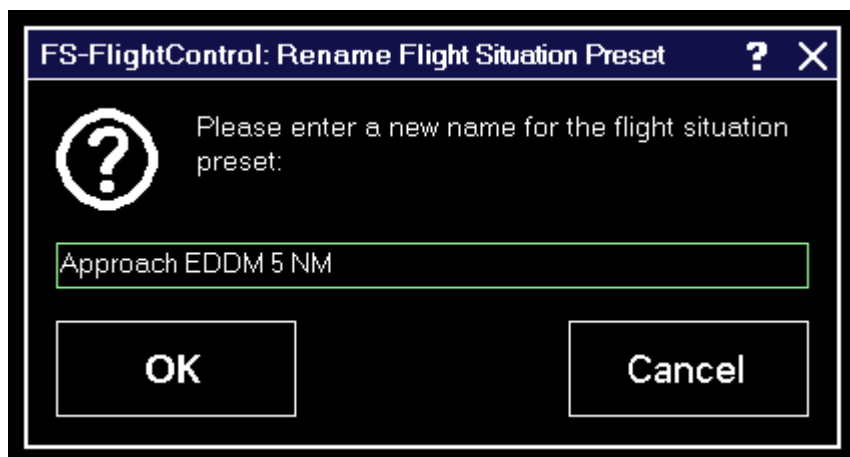 FS-FlightControl: Rename Flight Situation Preset ? X
Please enter a new name for the flight situation
preset:
Approach EDDM 5 NM
OK Cancel